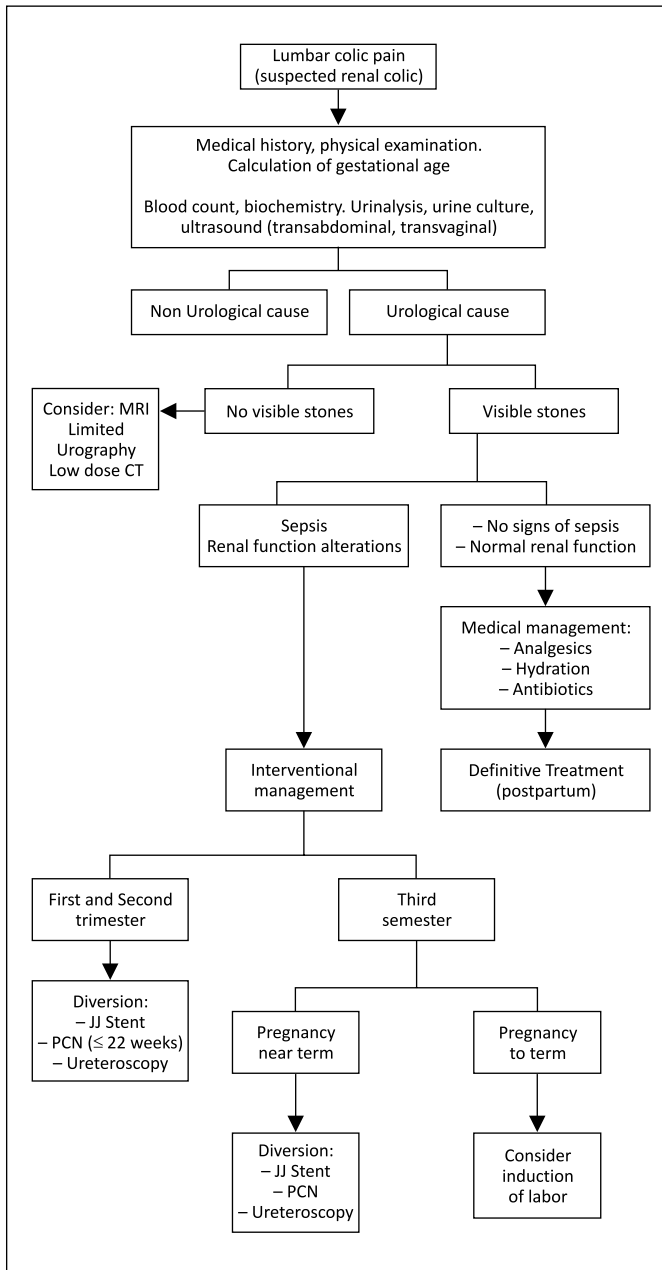 Lumbar colic pain
(suspected renal colic)
Medical history, physical examination.
Calculation of gestational age
Blood count, biochemistry. Urinalysis, urine culture,
ultrasound (transabdominal, transvaginal)
Non Urological cause
Urological cause
Consider: MRI
Limited
Urography
Low dose CT
No visible stones
Visible stones
Sepsis
Renal function alterations
– No signs of sepsis
– Normal renal function
Medical management:
– Analgesics
– Hydration
– Antibiotics
Interventional
management
Definitive Treatment
(postpartum)
First and Second
trimester
Third
semester
Diversion:
– JJ Stent
– PCN (≤ 22 weeks)
– Ureteroscopy
Pregnancy
near term
Pregnancy
to term
Diversion:
– JJ Stent
– PCN
– Ureteroscopy
Consider
induction
of labor